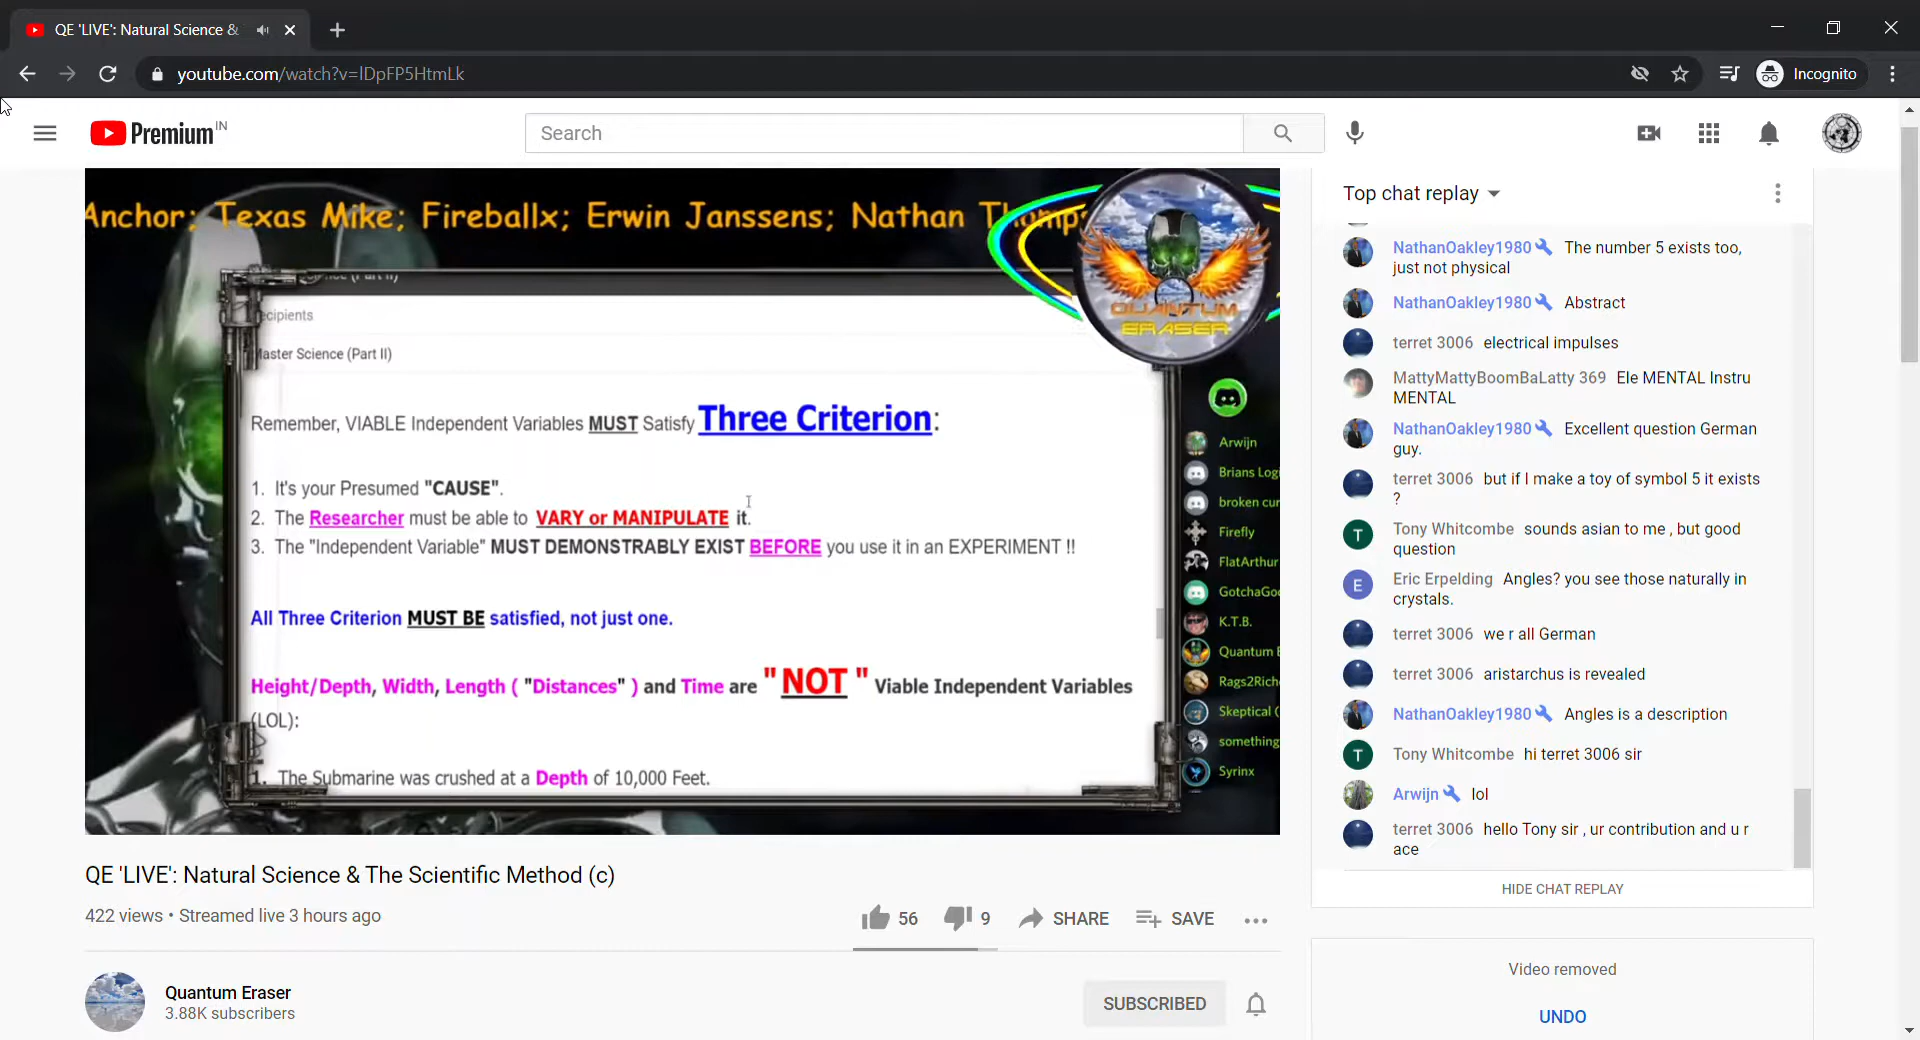 QE 'LIVE': Natural Science &
youtube.com/watch?v=IDpFP5HtmLk
Incognito
Premium IN
Search
Anchor; Texas Mike; Fireballx; Erwin Janssens; Nathan
QUANTUM
ERASER
ecipients
Master Science (Part II)
Remember, VIABLE Independent Variables MUST Satisfy Three Criterion:
1. It's your Presumed "CAUSE".
2. The Researcher must be able to VARY or MANIPULATE it.
3. The "Independent Variable" MUST DEMONSTRABLY EXIST BEFORE you use it in an EXPERIMENT !!
All Three Criterion MUST BE satisfied, not just one.
Height/Depth, Width, Length ( "Distances" ) and Time are "NOT" Viable Independent Variables
(LOL):
1. The Submarine was crushed at a Depth of 10,000 Feet.
Arwijn
Brians Logi
broken cur
Firefly
FlatArthur
GotchaGo
K.T.B.
Quantum E
Rags2Rich
Skeptical (
something
Syrinx
QE 'LIVE': Natural Science & The Scientific Method (c)
422 views • Streamed live 3 hours ago
56
9
SHARE
SAVE
Quantum Eraser
3.88K subscribers
SUBSCRIBED
Top chat replay
NathanOakley1980 The number 5 exists too,
just not physical
NathanOakley1980 Abstract
terret 3006 electrical impulses
MattyMattyBoomBaLatty 369 Ele MENTAL Instru
MENTAL
NathanOakley1980 Excellent question German
guy.
terret 3006 but if I make a toy of symbol 5 it exists
?
T
Tony Whitcombe sounds asian to me , but good
question
E
Eric Erpelding Angles? you see those naturally in
crystals.
terret 3006 we r all German
terret 3006 aristarchus is revealed
NathanOakley1980 Angles is a description
T
Tony Whitcombe hi terret 3006 sir
Arwijn lol
terret 3006 hello Tony sir , ur contribution and u r
ace
HIDE CHAT REPLAY
Video removed
UNDO